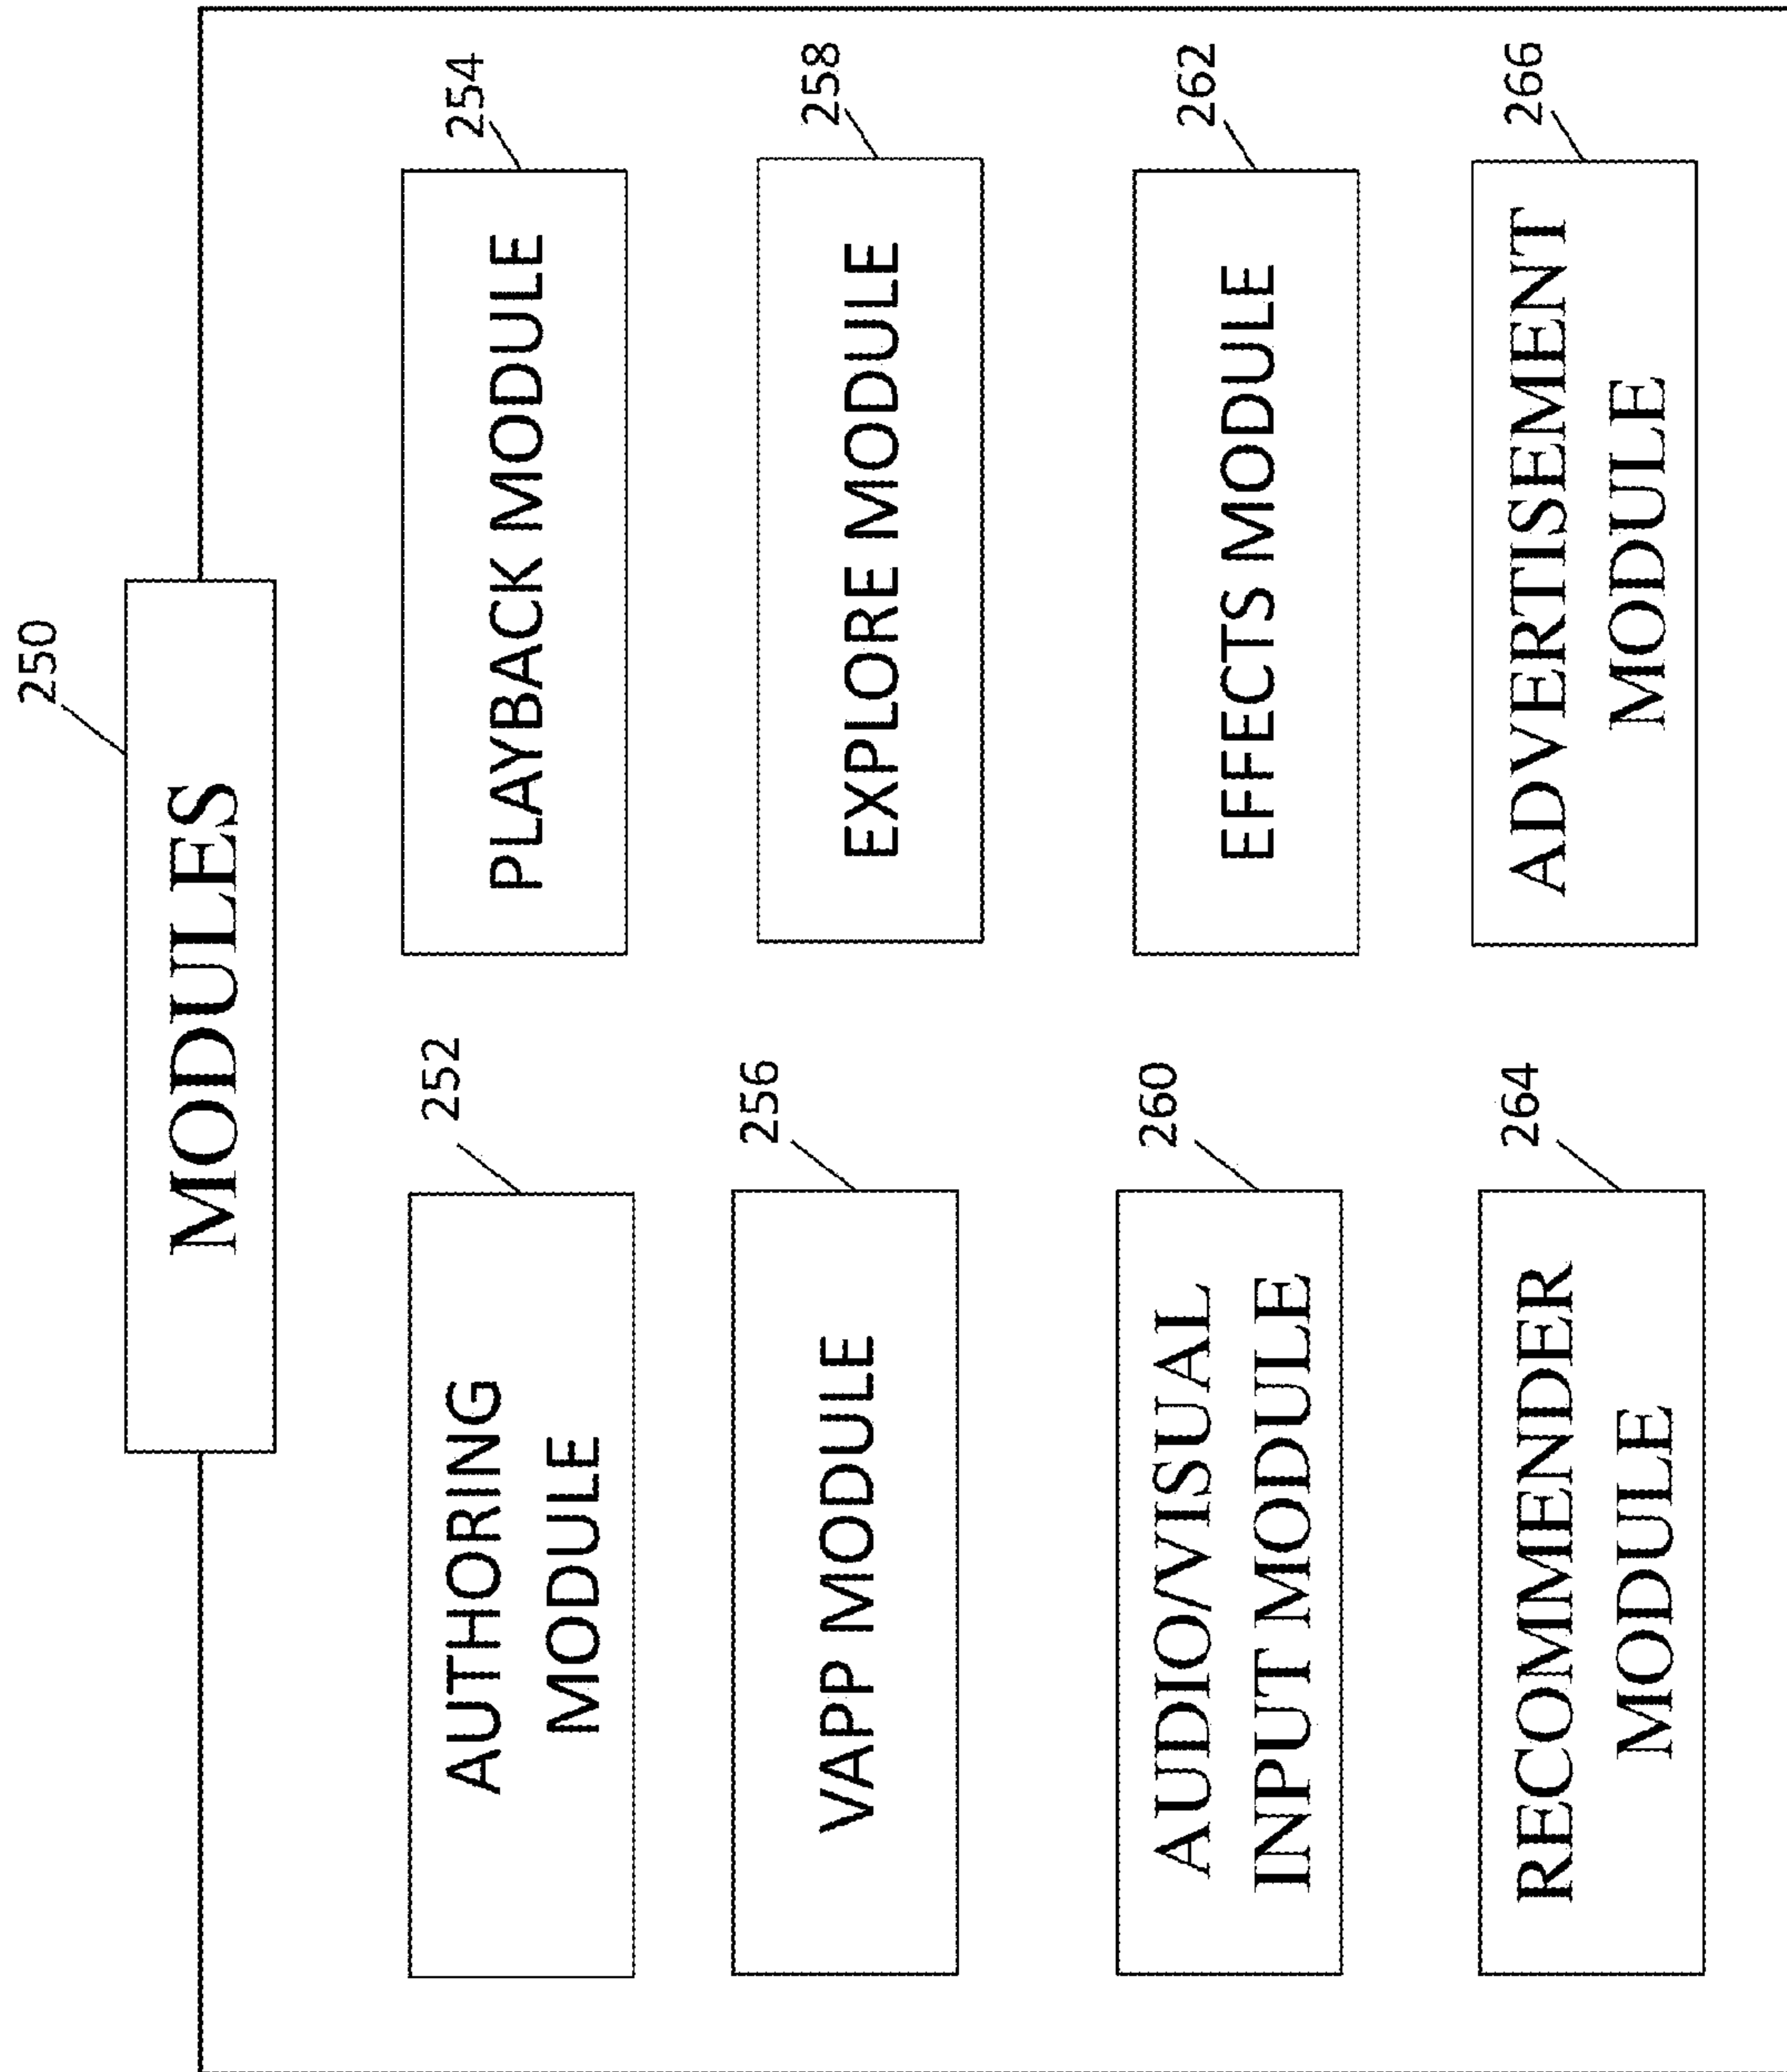 250
MODULES
252
AUTHORING
MODULE
254
PLAYBACK MODULE
256
VAPP MODULE
258
EXPLORE MODULE
260
AUDIO/VISUAL
INPUT MODULE
262
EFFECTS MODULE
264
RECOMMENDER
MODULE
266
ADVERTISEMENT
MODULE